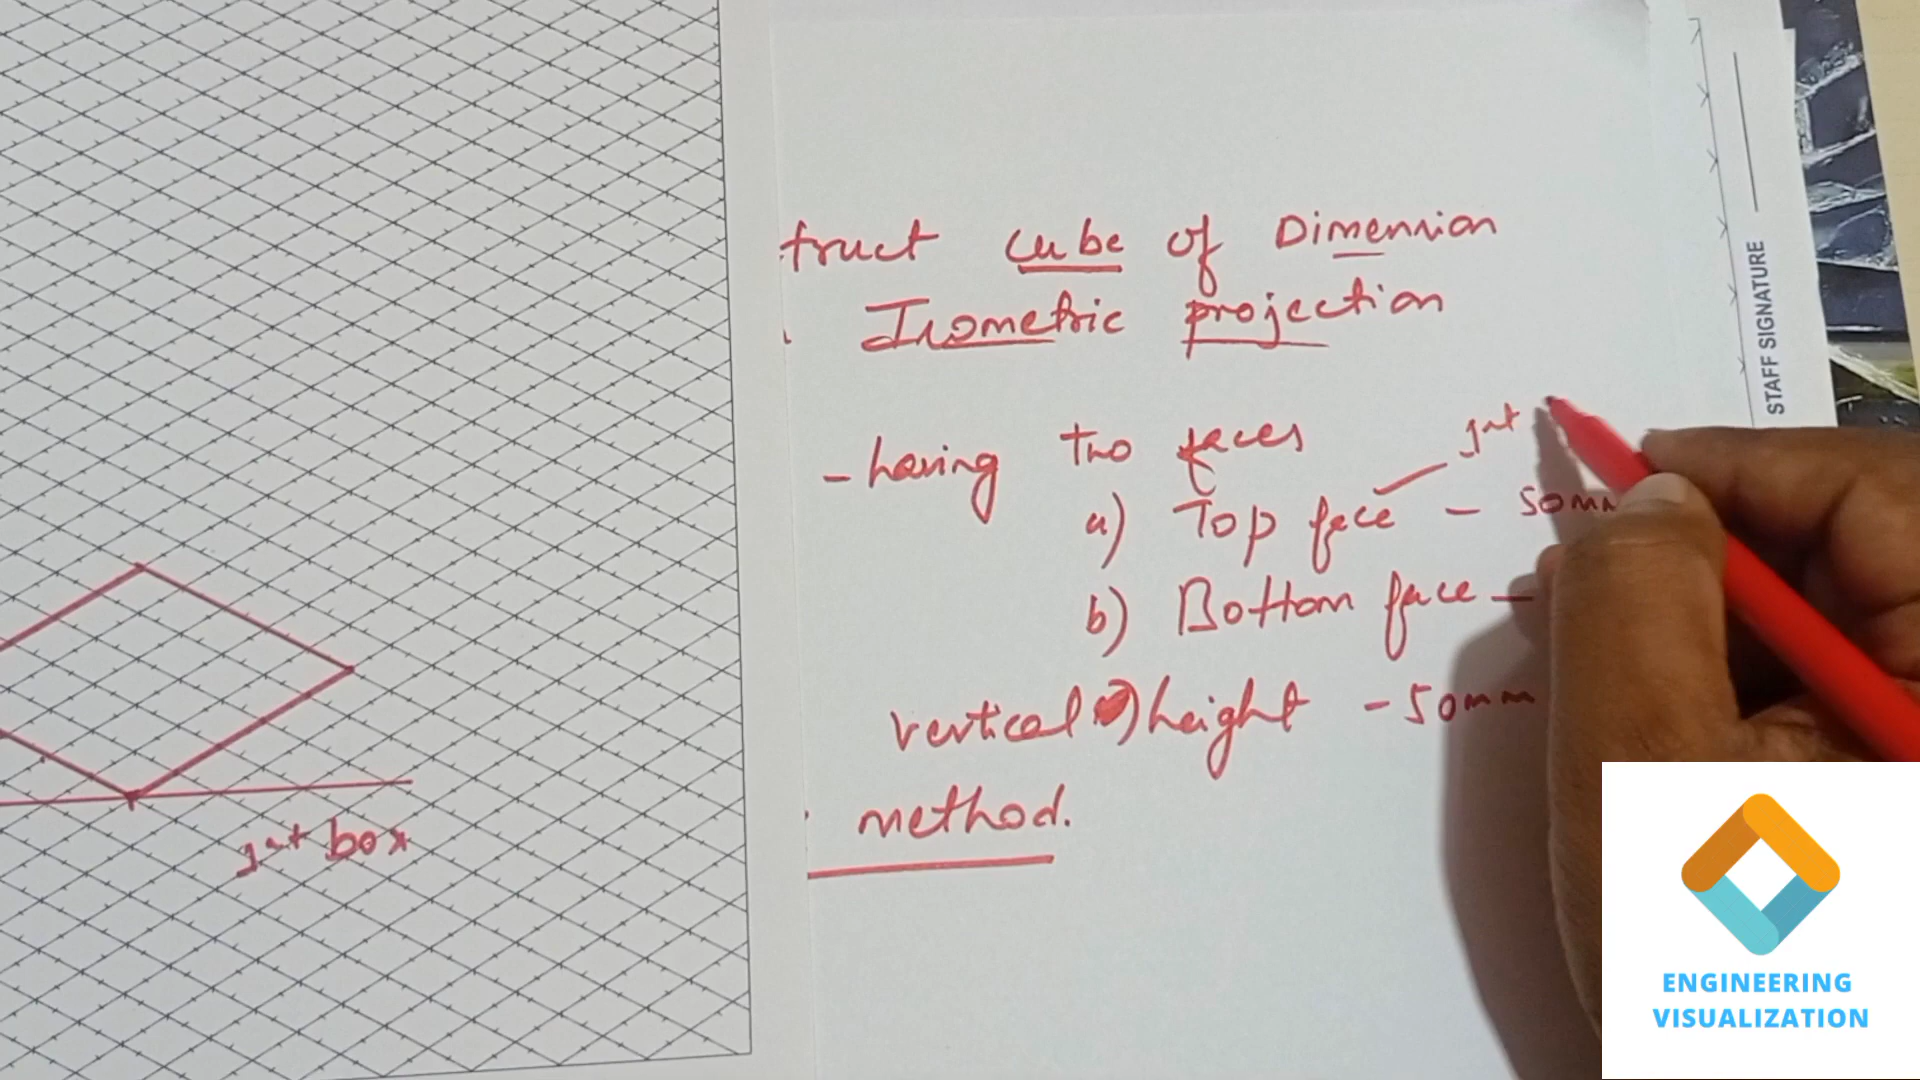 truct cube of Dimension
Isometric projection
- having two faces
1st
a) Top face - 50mm
b) Bottom face -
vertical height - 50mm
method.
1st box
STAFF SIGNATURE
ENGINEERING
VISUALIZATION